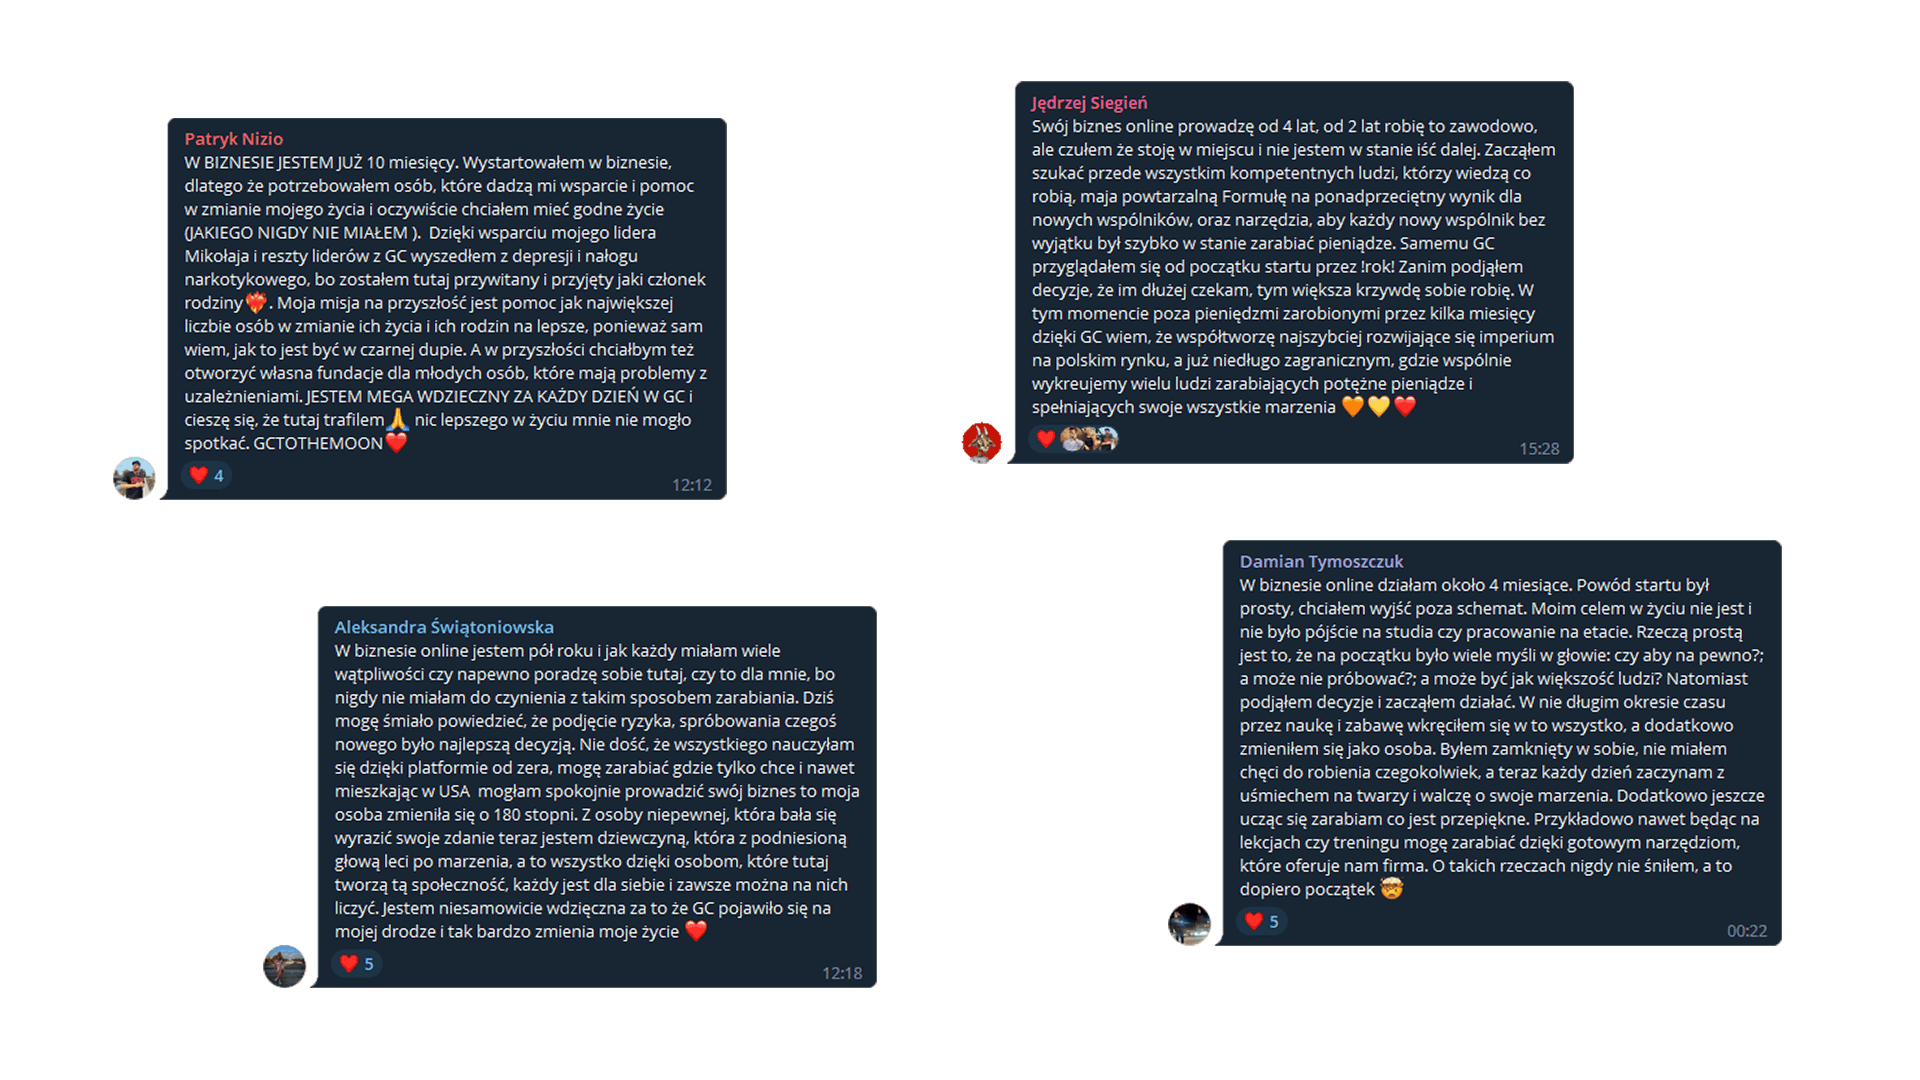 Patryk Nizio
W BIZNESIE JESTEM JUŻ 10 miesięcy. Wystartowałem w biznesie,
dlatego że potrzebowałem osób, które dadzą mi wsparcie i pomoc
w zmianie mojego życia i oczywiście chciałem mieć godne życie
(JAKIEGO NIGDY NIE MIAŁEM ).  Dzięki wsparciu mojego lidera
Mikołaja i reszty liderów z GC wyszedłem z depresji i nałogu
narkotykowego, bo zostałem tutaj przywitany i przyjęty jaki członek
rodziny❤️‍🔥. Moja misja na przyszłość jest pomoc jak największej
liczbie osób w zmianie ich życia i ich rodzin na lepsze, ponieważ sam
wiem, jak to jest być w czarnej dupie. A w przyszłości chciałbym też
otworzyć własna fundacje dla młodych osób, które mają problemy z
uzależnieniami. JESTEM MEGA WDZIECZNY ZA KAŻDY DZIEŃ W GC i
cieszę się, że tutaj trafilem🙏 nic lepszego w życiu mnie nie mogło
spotkać. GCTOTHEMOON❤️
❤️ 4
12:12
Jędrzej Siegień
Swój biznes online prowadzę od 4 lat, od 2 lat robię to zawodowo,
ale czułem że stoję w miejscu i nie jestem w stanie iść dalej. Zacząłem
szukać przede wszystkim kompetentnych ludzi, którzy wiedzą co
robią, maja powtarzalną Formułę na ponadprzeciętny wynik dla
nowych wspólników, oraz narzędzia, aby każdy nowy wspólnik bez
wyjątku był szybko w stanie zarabiać pieniądze. Samemu GC
przyglądałem się od początku startu przez !rok! Zanim podjąłem
decyzje, że im dłużej czekam, tym większa krzywdę sobie robię. W
tym momencie poza pieniędzmi zarobionymi przez kilka miesięcy
dzięki GC wiem, że współtworzę najszybciej rozwijające się imperium
na polskim rynku, a już niedługo zagranicznym, gdzie wspólnie
wykreujemy wielu ludzi zarabiających potężne pieniądze i
spełniających swoje wszystkie marzenia 🧡💛❤️
❤️
15:28
Aleksandra Świątoniowska
W biznesie online jestem pół roku i jak każdy miałam wiele
wątpliwości czy napewno poradzę sobie tutaj, czy to dla mnie, bo
nigdy nie miałam do czynienia z takim sposobem zarabiania. Dziś
mogę śmiało powiedzieć, że podjęcie ryzyka, spróbowania czegoś
nowego było najlepszą decyzją. Nie dość, że wszystkiego nauczyłam
się dzięki platformie od zera, mogę zarabiać gdzie tylko chce i nawet
mieszkając w USA  mogłam spokojnie prowadzić swój biznes to moja
osoba zmieniła się o 180 stopni. Z osoby niepewnej, która bała się
wyrazić swoje zdanie teraz jestem dziewczyną, która z podniesioną
głową leci po marzenia, a to wszystko dzięki osobom, które tutaj
tworzą tą społeczność, każdy jest dla siebie i zawsze można na nich
liczyć. Jestem niesamowicie wdzięczna za to że GC pojawiło się na
mojej drodze i tak bardzo zmienia moje życie ❤️
❤️ 5
12:18
Damian Tymoszczuk
W biznesie online działam około 4 miesiące. Powód startu był
prosty, chciałem wyjść poza schemat. Moim celem w życiu nie jest i
nie było pójście na studia czy pracowanie na etacie. Rzeczą prostą
jest to, że na początku było wiele myśli w głowie: czy aby na pewno?;
a może nie próbować?; a może być jak większość ludzi? Natomiast
podjąłem decyzje i zacząłem działać. W nie długim okresie czasu
przez naukę i zabawę wkręciłem się w to wszystko, a dodatkowo
zmieniłem się jako osoba. Byłem zamknięty w sobie, nie miałem
chęci do robienia czegokolwiek, a teraz każdy dzień zaczynam z
uśmiechem na twarzy i walczę o swoje marzenia. Dodatkowo jeszcze
ucząc się zarabiam co jest przepiękne. Przykładowo nawet będąc na
lekcjach czy treningu mogę zarabiać dzięki gotowym narzędziom,
które oferuje nam firma. O takich rzeczach nigdy nie śniłem, a to
dopiero początek 🤯
❤️ 5
00:22